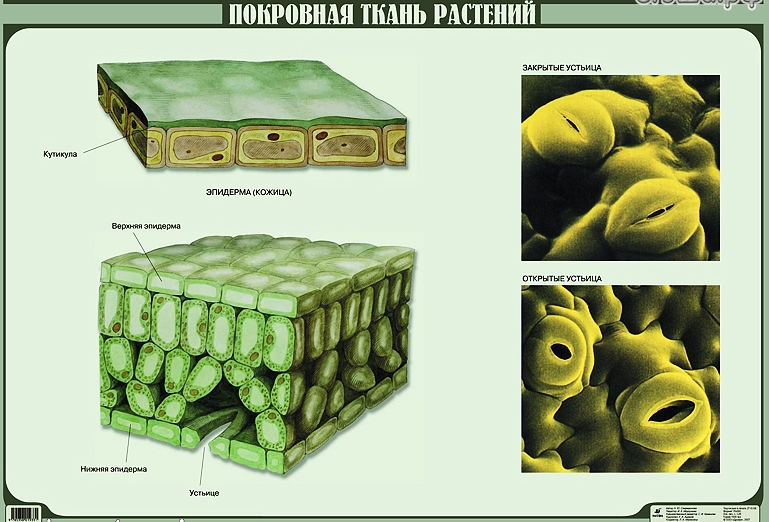 ПОКРОВНАЯ ТКАНЬ РАСТЕНИЙ
Кутикула
ЭПИДЕРМА (КОЖИЦА)
ЗАКРЫТЫЕ УСТЬИЦА
Верхняя эпидерма
ОТКРЫТЫЕ УСТЬИЦА
Нижняя эпидерма
Устьице